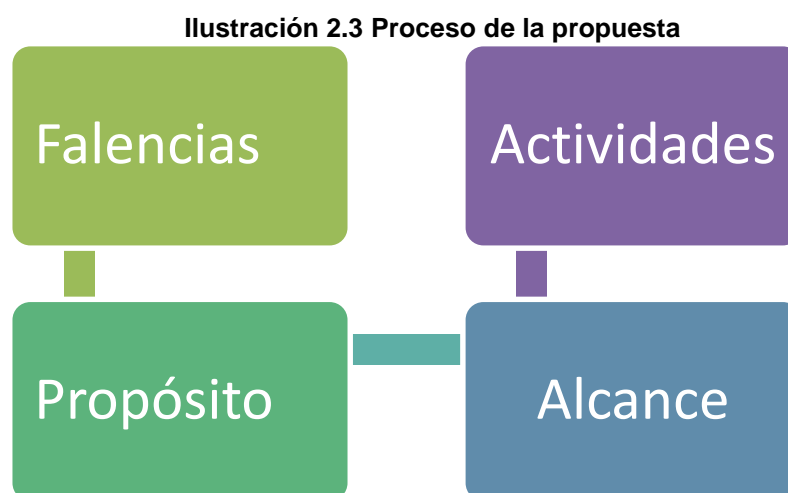 Ilustración 2.3 Proceso de la propuesta
Falencias
Actividades
Propósito
Alcance